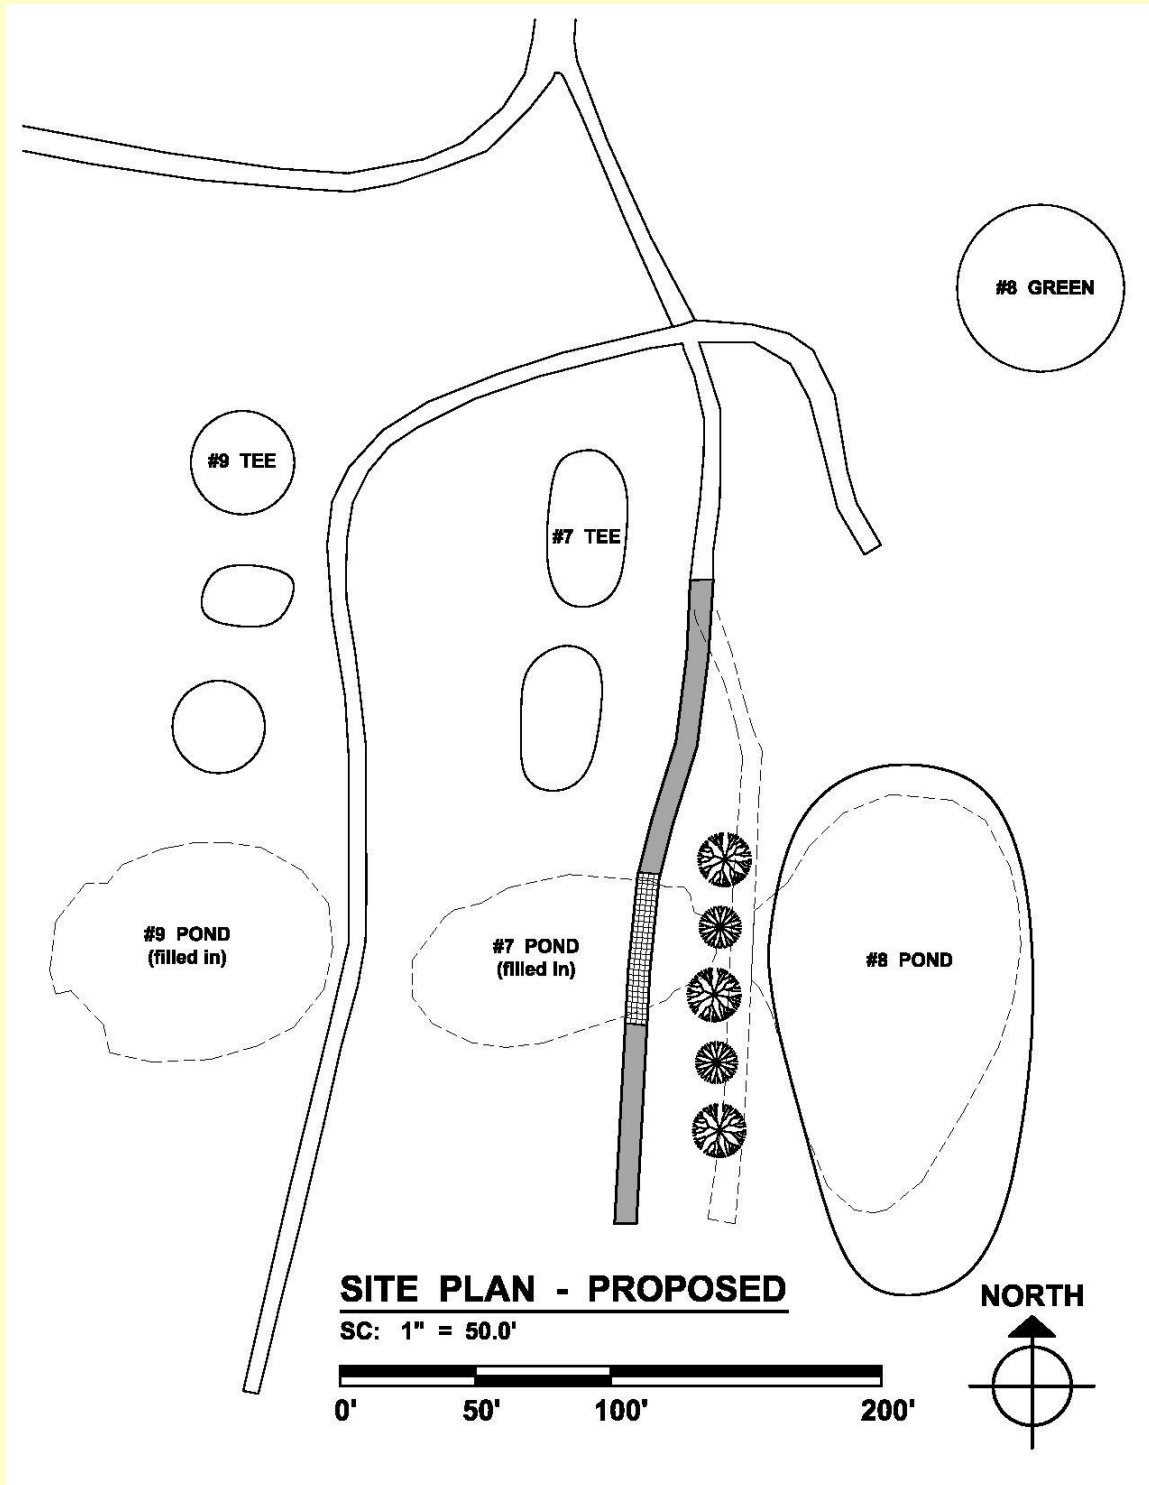 #8 GREEN
#9 TEE
#7 TEE
#9 POND
(filled in)
#7 POND
(filled in)
#8 POND
SITE PLAN - PROPOSED
SC: 1" = 50.0'
NORTH
0' 50' 100' 200'